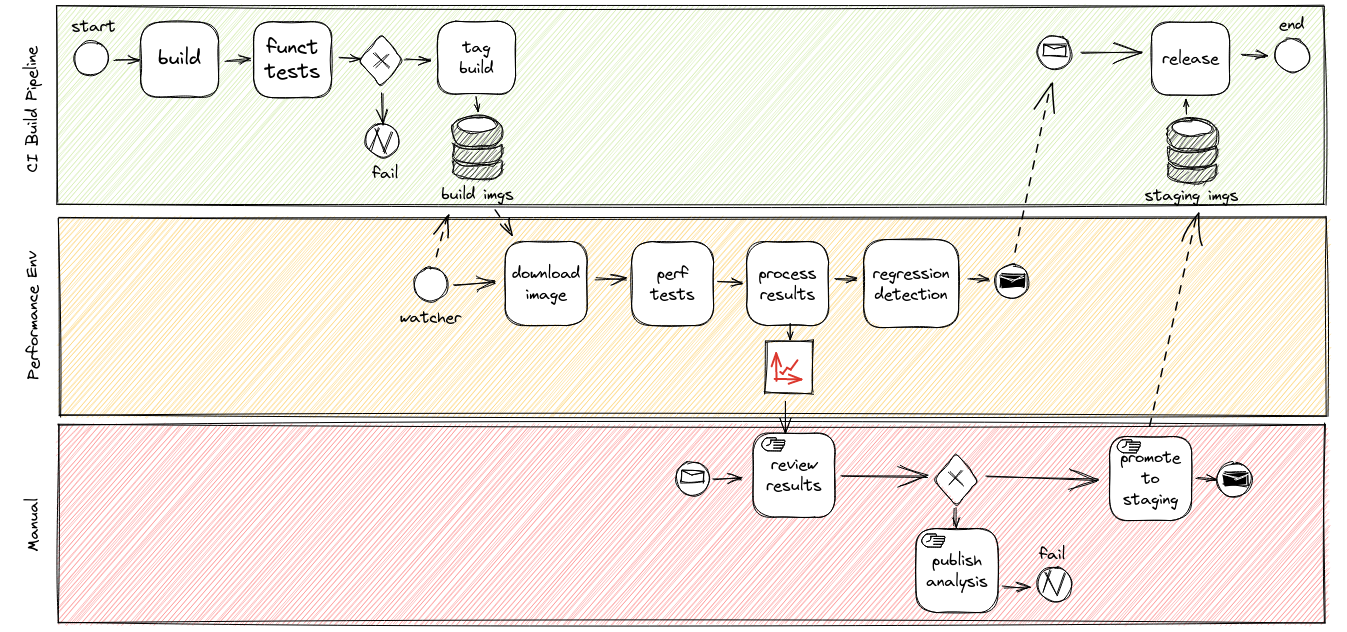 CI Build Pipeline
start
build
funct
tests
fail
tag
build
build imgs
release
end
staging imgs
Performance Env
watcher
download
image
perf
tests
process
results
regression
detection
Manual
review
results
publish
analysis
fail
promote
to
staging